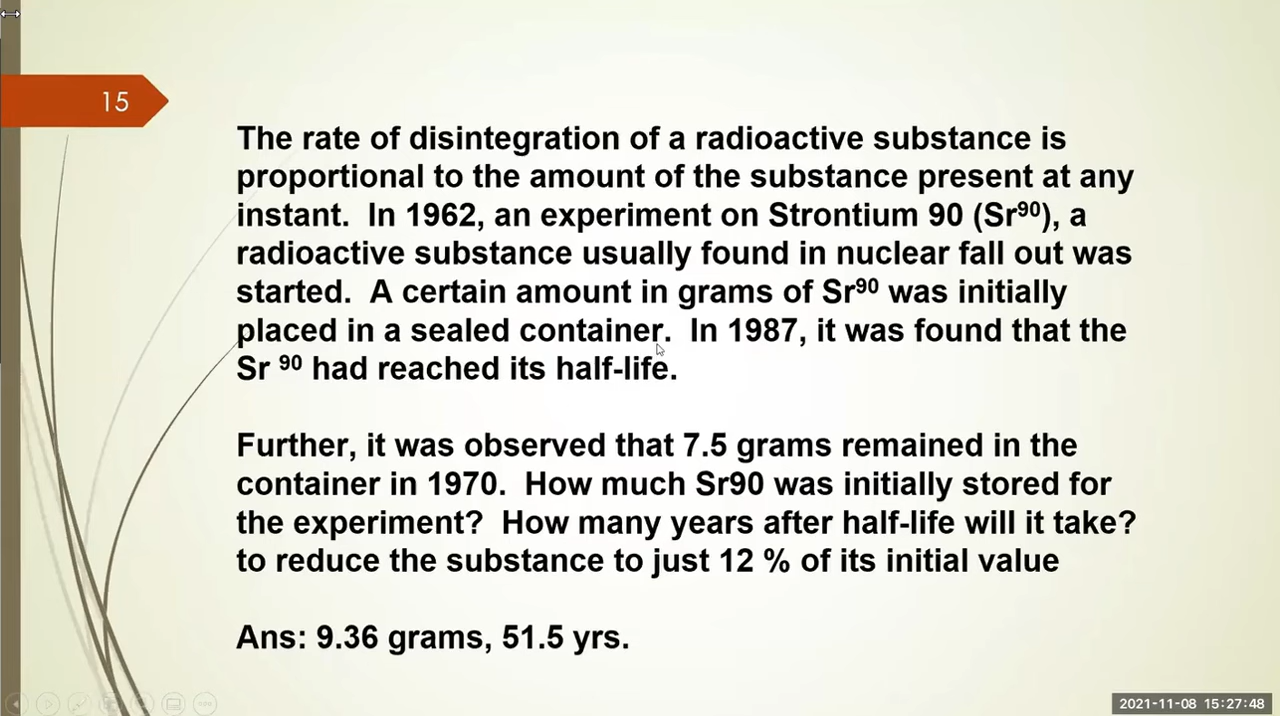 15
The rate of disintegration of a radioactive substance is
proportional to the amount of the substance present at any
instant.  In 1962, an experiment on Strontium 90 (Sr⁹⁰), a
radioactive substance usually found in nuclear fall out was
started.  A certain amount in grams of Sr⁹⁰ was initially
placed in a sealed container.  In 1987, it was found that the
Sr ⁹⁰ had reached its half-life.
Further, it was observed that 7.5 grams remained in the
container in 1970.  How much Sr90 was initially stored for
the experiment?  How many years after half-life will it take?
to reduce the substance to just 12 % of its initial value
Ans: 9.36 grams, 51.5 yrs.
2021-11-08 15:27:48